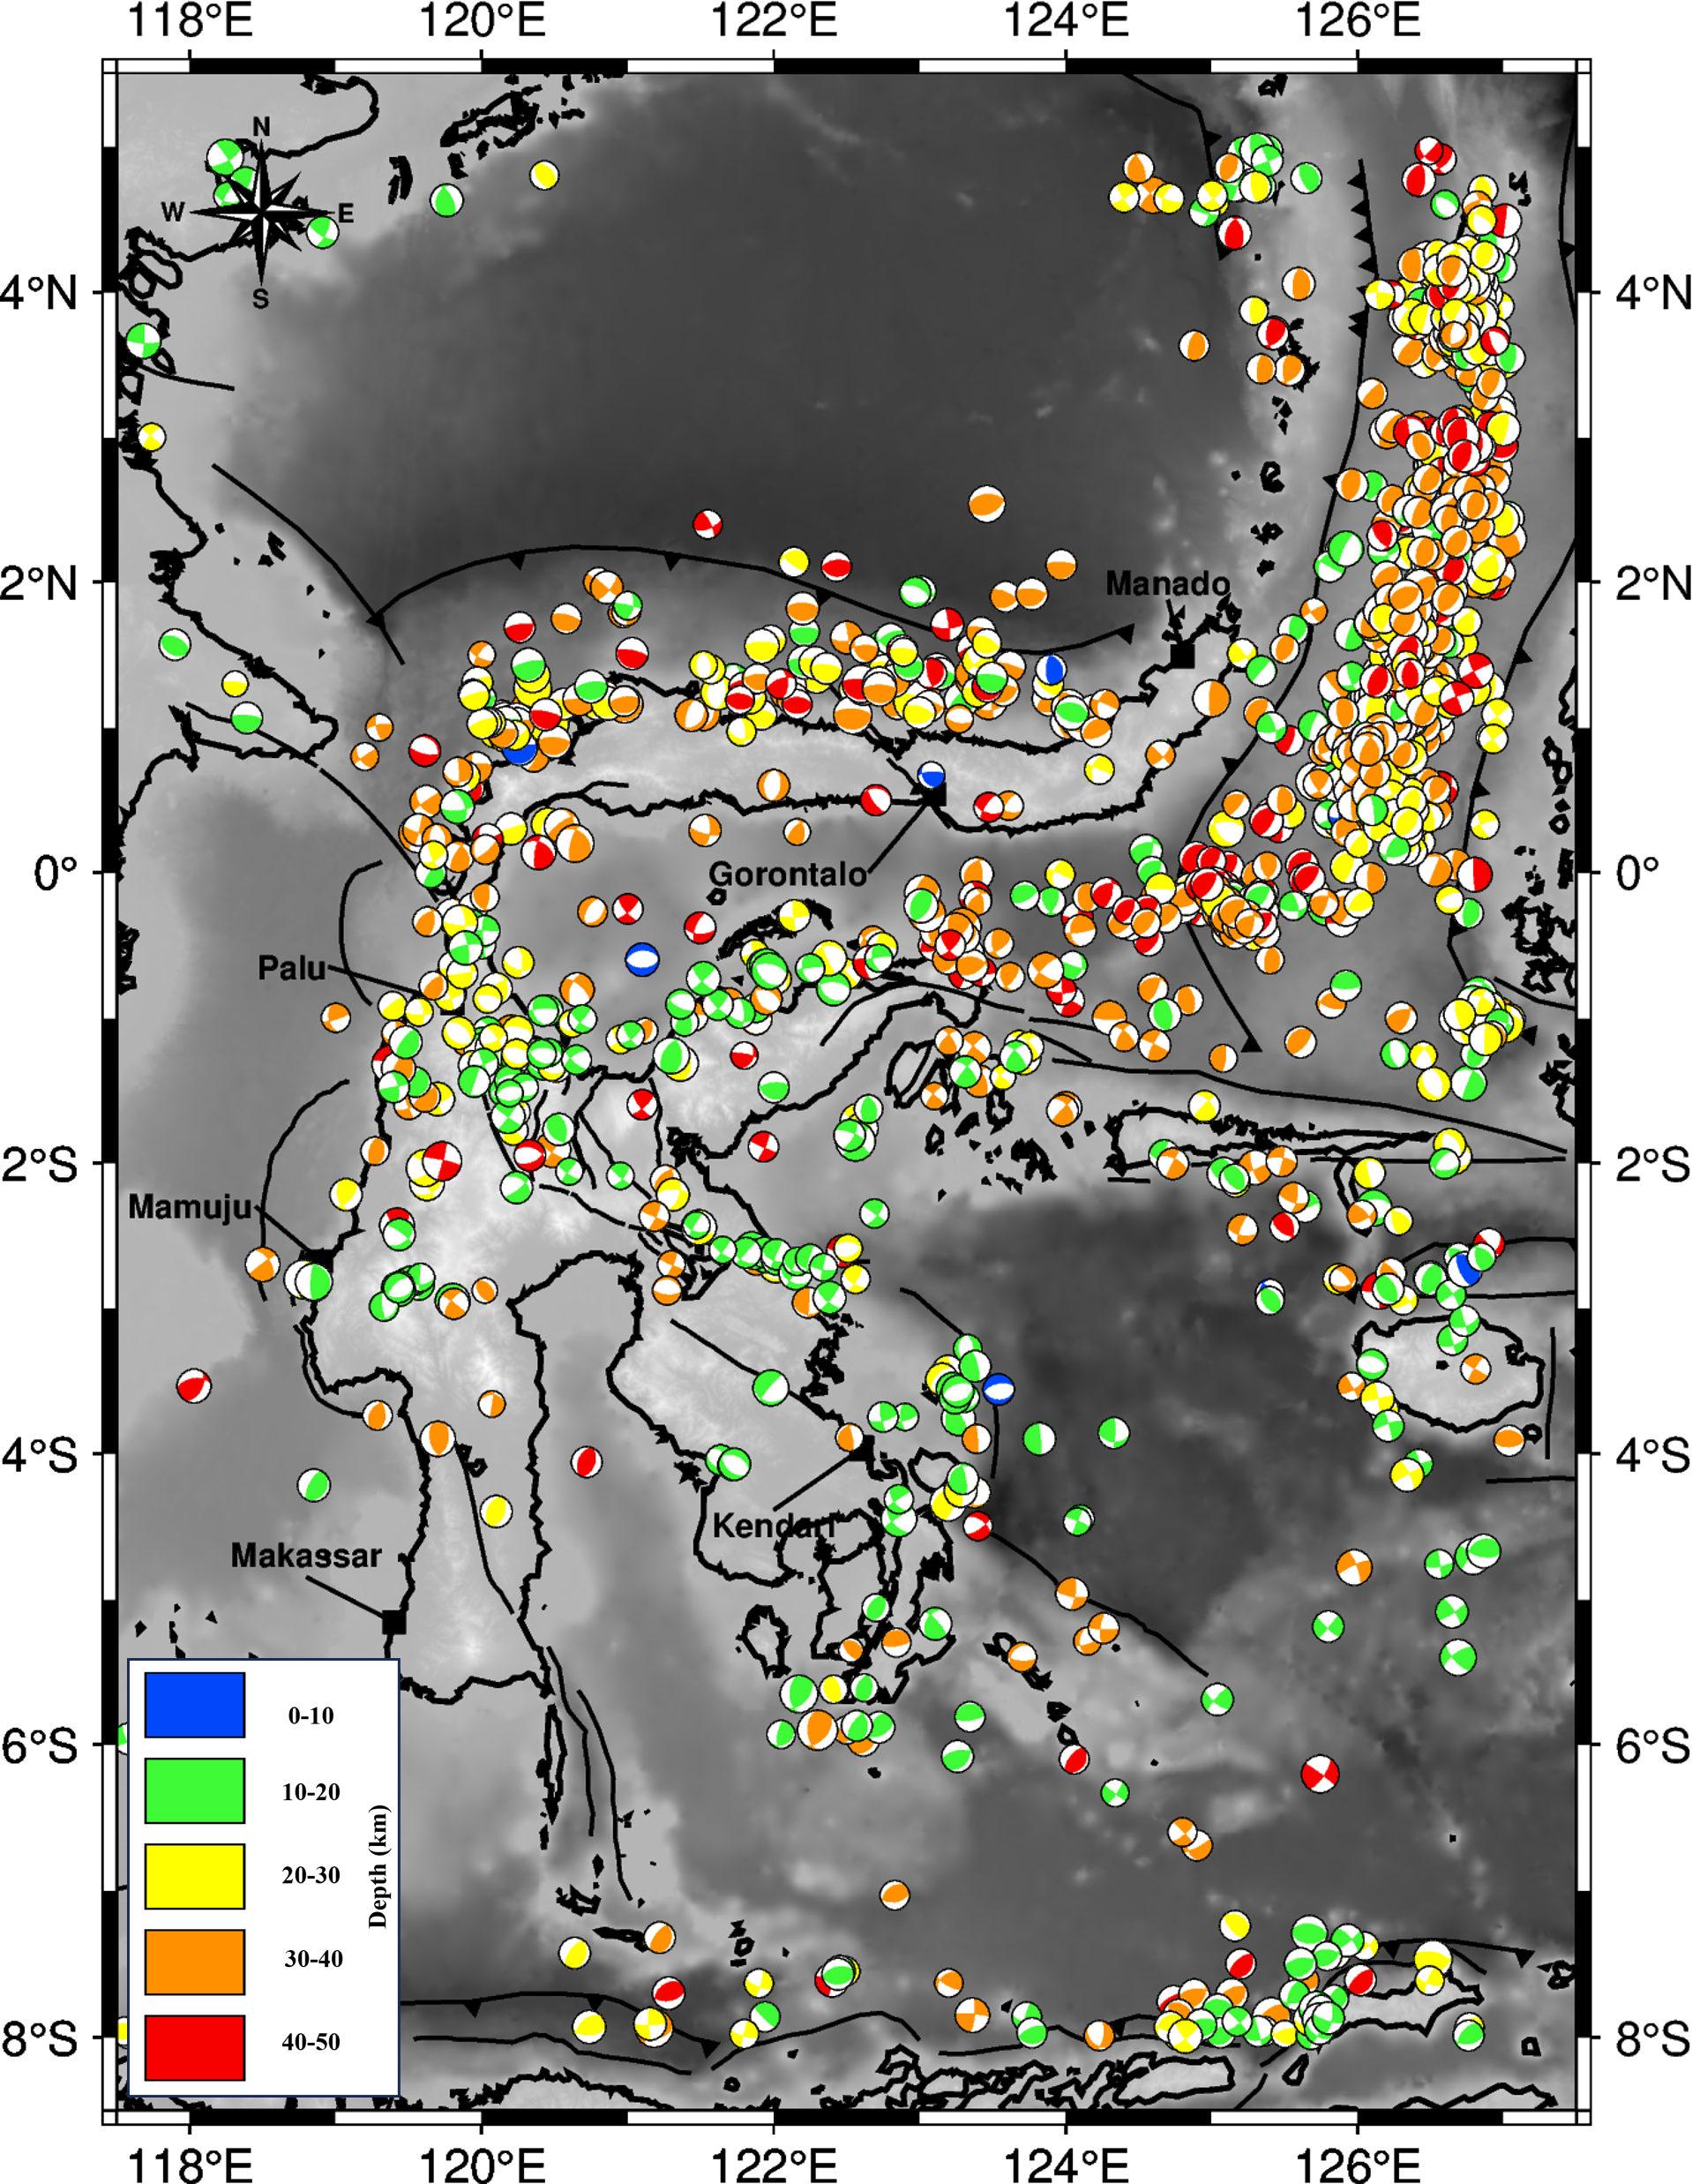 118°E 120°E 122°E 124°E 126°E
N
W E
S
4°N 4°N
2°N 2°N
Manado
0° 0°
Gorontalo
Palu
2°S 2°S
Mamuju
4°S 4°S
Kendari
Makassar
0-10
6°S 6°S
10-20
20-30
Depth (km)
30-40
40-50
8°S 8°S
118°E 120°E 122°E 124°E 126°E